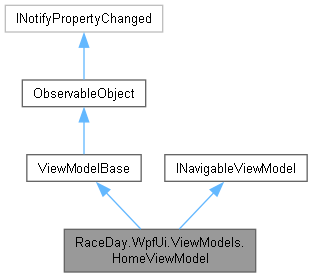 INotifyPropertyChanged
ObservableObject
ViewModelBase
INavigableViewModel
RaceDay.WpfUi.ViewModels.
HomeViewModel